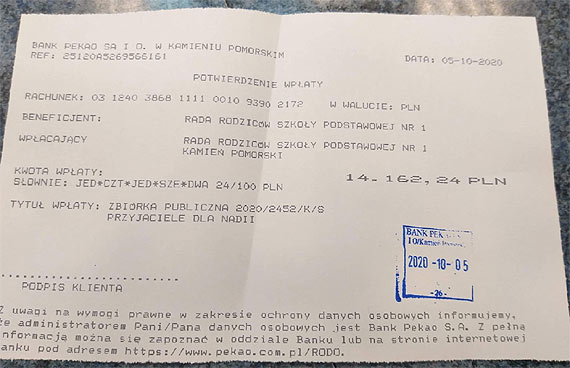 BANK PEKAO SA I O. W KAMIENIU POMORSKIM
REF: 25120A5269566161
DATA: 05-10-2020
POTWIERDZENIE WPŁATY
RACHUNEK: 03 1240 3868 1111 0010 9390 2172 W WALUCIE: PLN
BENEFICJENT: RADA RODZICÓW SZKOŁY PODSTAWOWEJ NR 1
WPŁACAJĄCY RADA RODZICÓW SZKOŁY PODSTAWOWEJ NR 1
KAMIEŃ POMORSKI
KWOTA WPŁATY: 14.162,24 PLN
SŁOWNIE: JED*CZT*JED*SZE*DWA 24/100 PLN
TYTUŁ WPŁATY: ZBIÓRKA PUBLICZNA 2020/2452/K/S
PRZYJACIELE DLA NADII
BANK PEK
I O/Kamień
2020 -10- 05
-26-
PODPIS KLIENTA
Z uwagi na wymogi prawne w zakresie ochrony danych osobowych informujemy,
że administratorem Pani/Pana danych osobowych jest Bank Pekao S.A. Z pełną
informacją można się zapoznać w oddziale Banku lub na stronie internetowej
anku pod adresem https://www.pekao.com.pl/RODO.